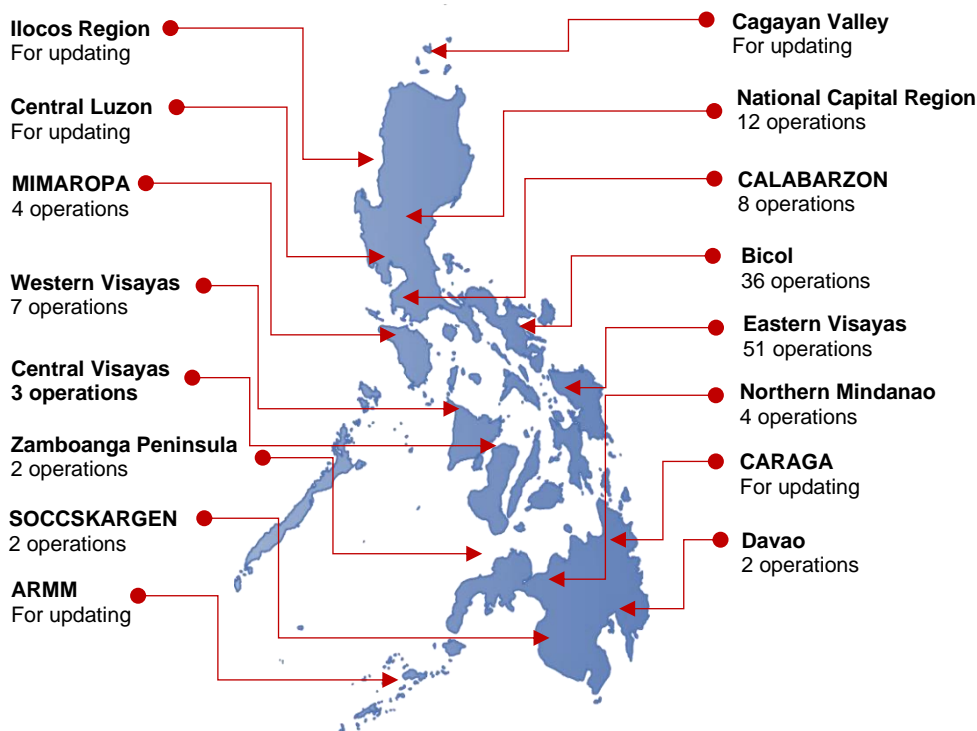 Ilocos Region
For updating
Central Luzon
For updating
MIMAROPA
4 operations
Western Visayas
7 operations
Central Visayas
3 operations
Zamboanga Peninsula
2 operations
SOCCSKARGEN
2 operations
ARMM
For updating
Cagayan Valley
For updating
National Capital Region
12 operations
CALABARZON
8 operations
Bicol
36 operations
Eastern Visayas
51 operations
Northern Mindanao
4 operations
CARAGA
For updating
Davao
2 operations